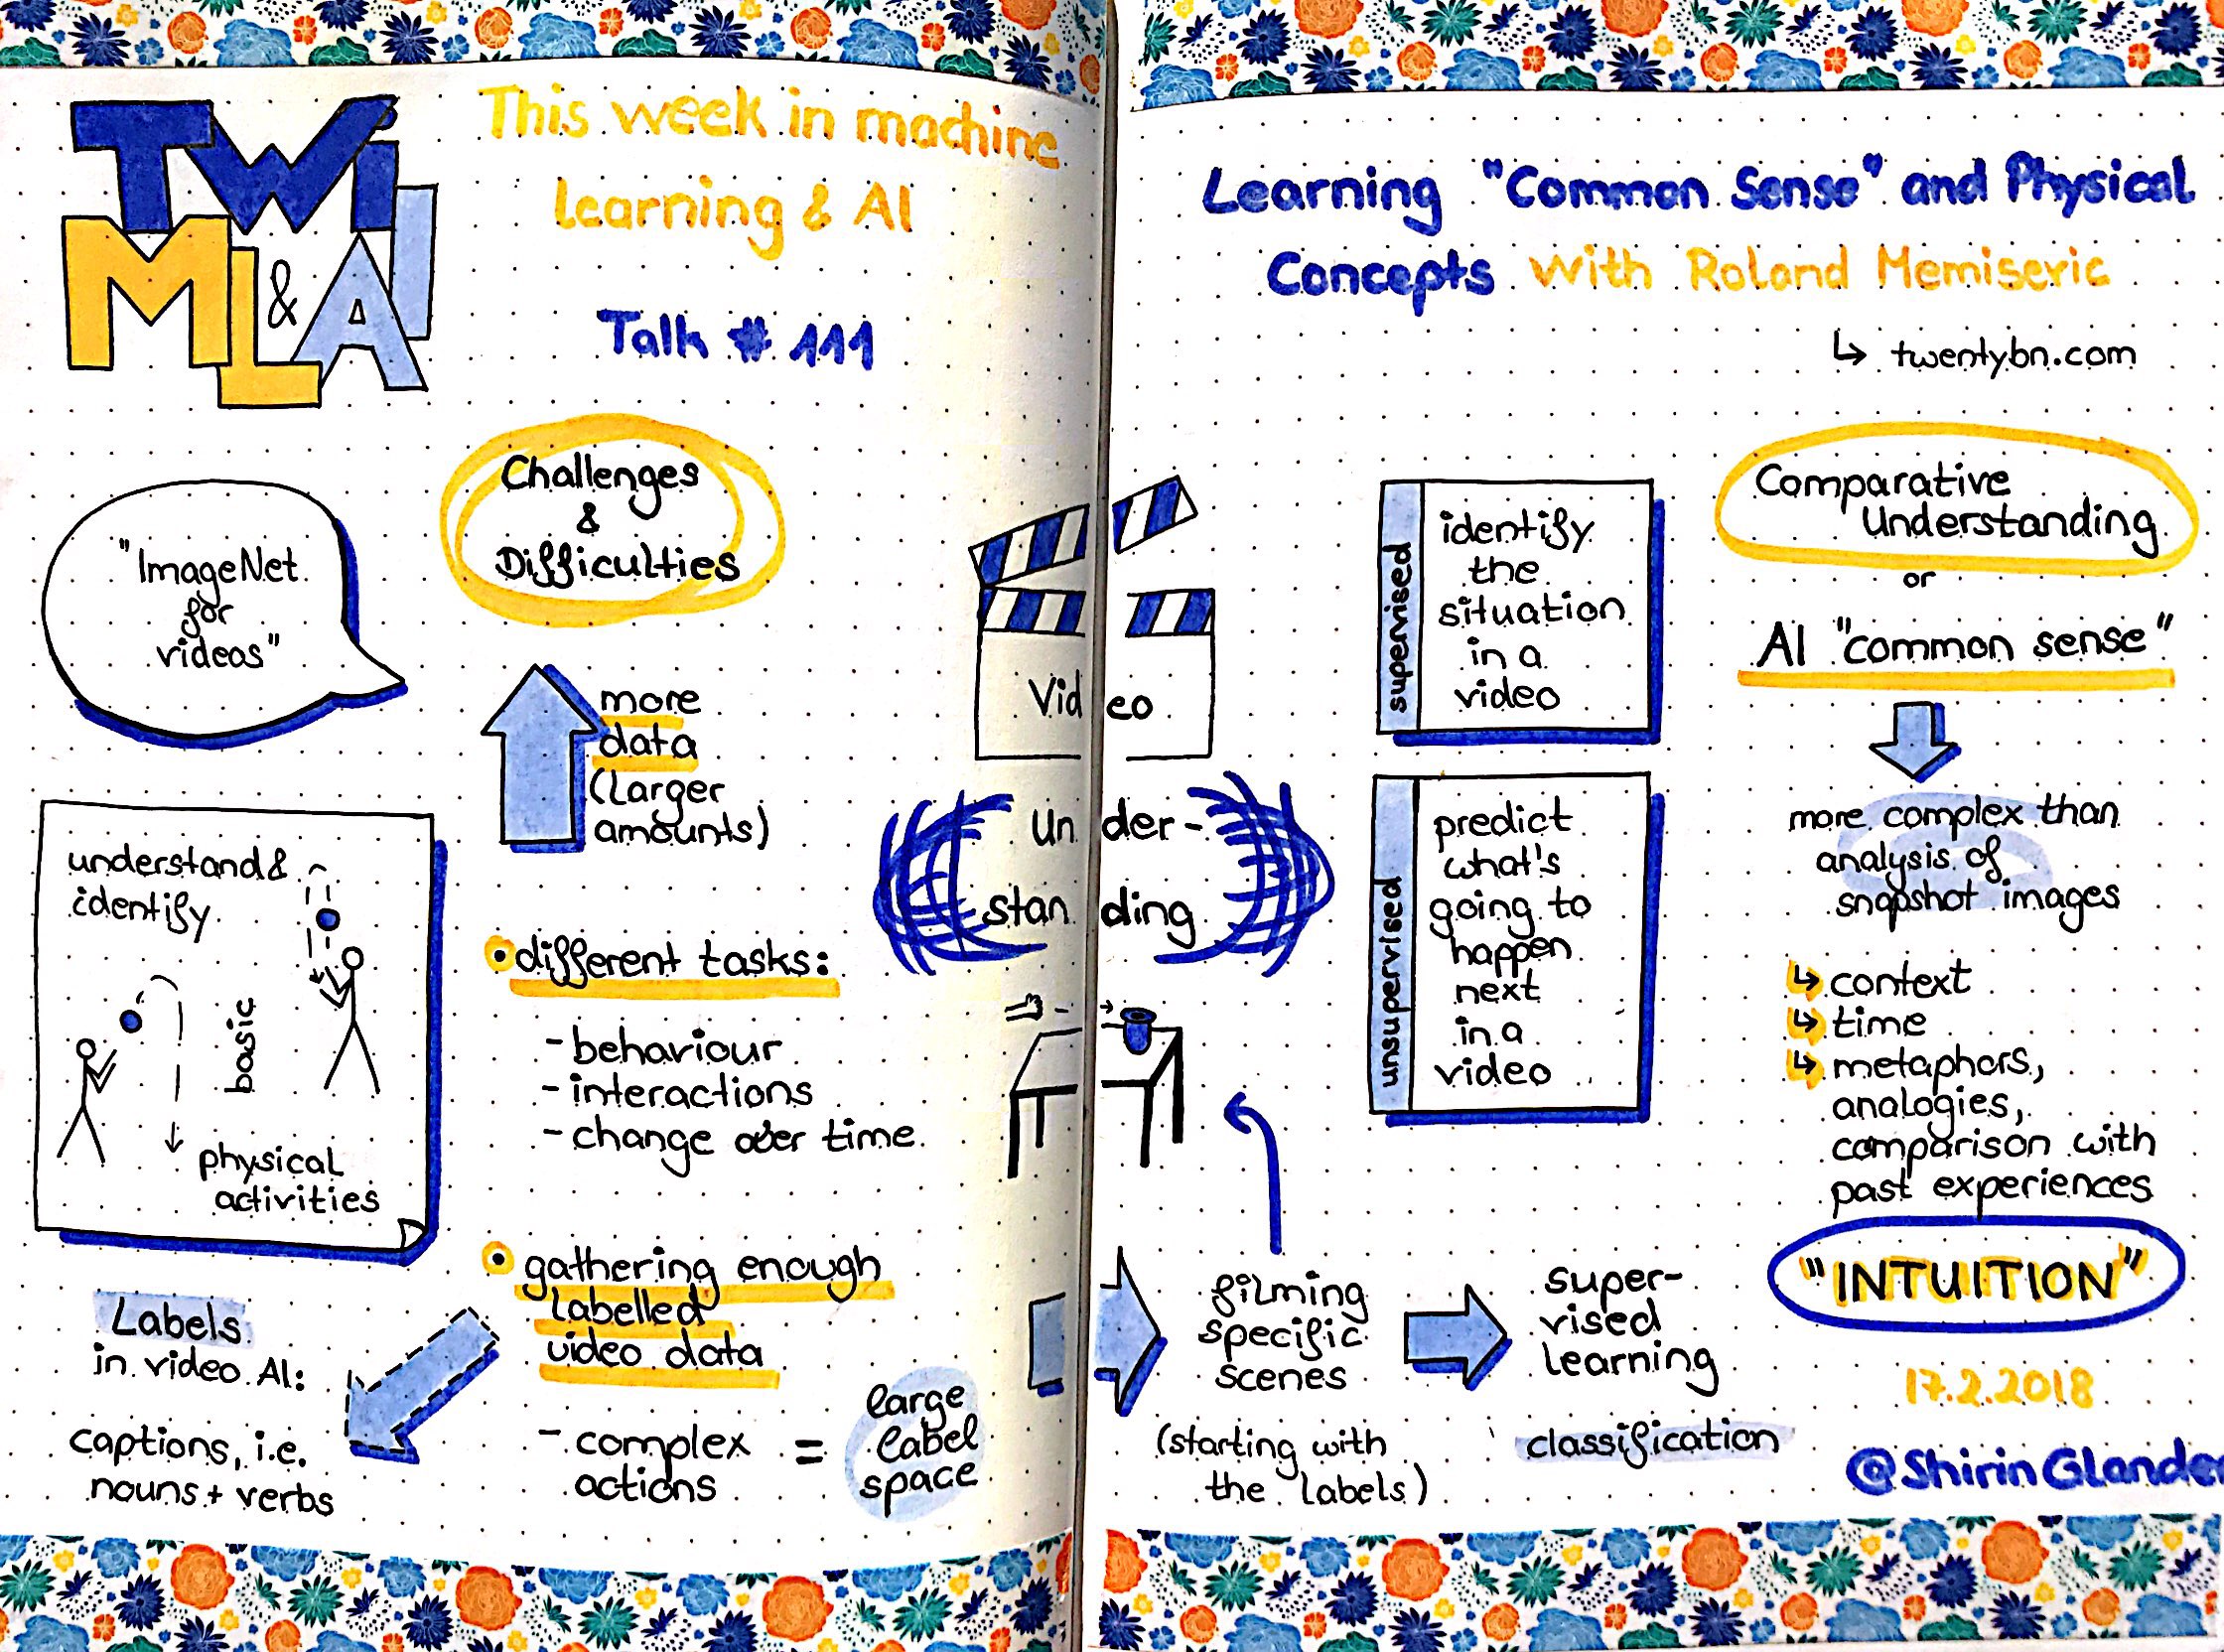 TWi
ML & AI
This week in machine
Learning & AI
Talk # 111
"ImageNet
for
videos"
Challenges
&
Difficulties
more
data
(Larger
amounts)
understand &
identify
basic
physical
activities
different tasks:
- behaviour
- interactions
- change over time
gathering enough
Labelled
video data
- complex = large
actions label
space
Labels
in video AI:
captions, i.e.
nouns + verbs
Learning "Common Sense" and Physical
Concepts with Roland Memiseric
↳ twentybn.com
Video
Under-
standing
supervised
identify
the
situation
in a
video
unsupervised
predict
what's
going to
happen
next
in a
video
filming
specific
scenes
(starting with
the labels)
super-
vised
learning
classification
Comparative
Understanding
or
AI "common sense"
more complex than
analysis of
snapshot images
↳ context
↳ time
↳ metaphors,
analogies,
comparison with
past experiences
"INTUITION"
17.2.2018
@ShirinGlander